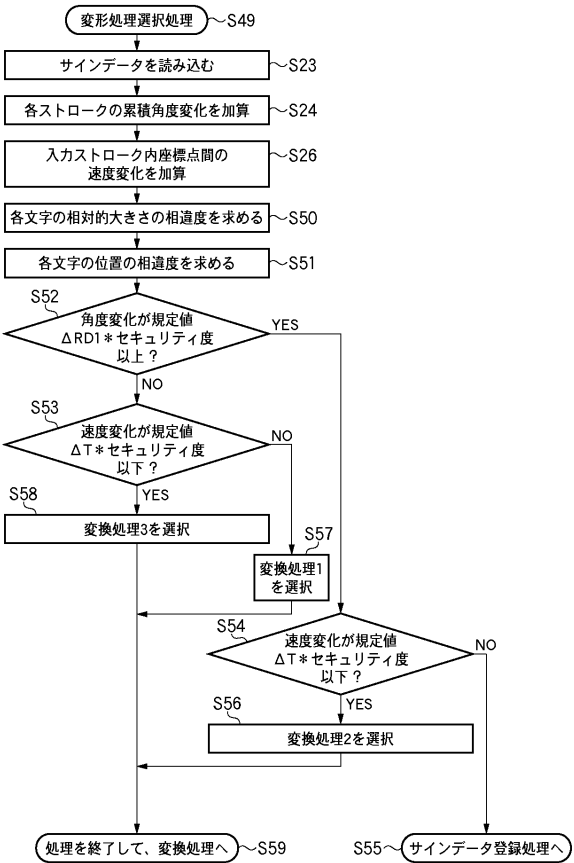 変形処理選択処理 S49
サインデータを読み込む S23
各ストロークの累積角度変化を加算 S24
入力ストローク内座標点間の
速度変化を加算
S26
各文字の相対的大きさの相違度を求める S50
各文字の位置の相違度を求める S51
S52
角度変化が規定値
ΔRD1*セキュリティ度
以上?
YES
NO
S53
速度変化が規定値
ΔT*セキュリティ度
以下?
NO
YES
S58
変換処理3を選択
S57
変換処理1
を選択
S54
速度変化が規定値
ΔT*セキュリティ度
以下?
NO
YES
S56
変換処理2を選択
処理を終了して、変換処理へ S59
S55 サインデータ登録処理へ